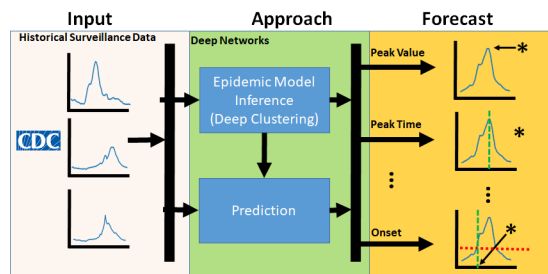 Input
Approach
Forecast
Historical Surveillance Data
CDC
Deep Networks
Epidemic Model
Inference
(Deep Clustering)
Prediction
Peak Value
*
Peak Time
*
...
...
Onset
*